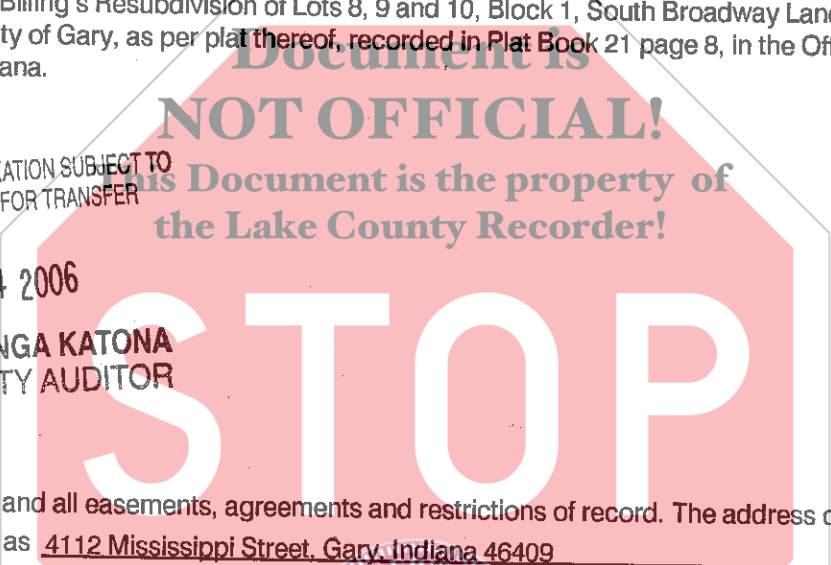 Billing's Resubdivision of Lots 8, 9 and 10, Block 1, South Broadway Land
ty of Gary, as per plat thereof, recorded in Plat Book 21 page 8, in the Off
ana.
Document is
NOT OFFICIAL!
This Document is the property of
the Lake County Recorder!
ATION SUBJECT TO
FOR TRANSFER
4 2006
NGA KATONA
TY AUDITOR
STOP
and all easements, agreements and restrictions of record. The address o
as 4112 Mississippi Street, Gary, Indiana 46409